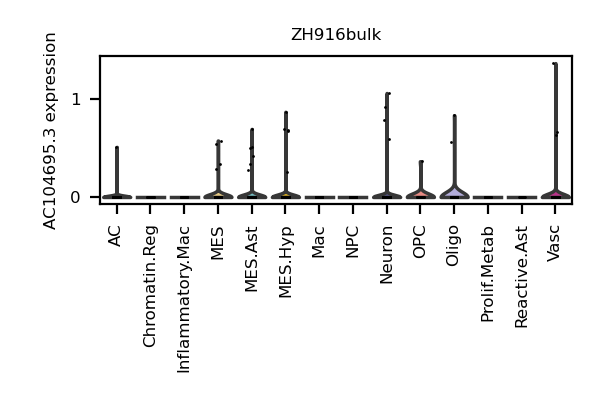 ZH916bulk
AC104695.3 expression
1
0
AC
Chromatin.Reg
Inflammatory.Mac
MES
MES.Ast
MES.Hyp
Mac
NPC
Neuron
OPC
Oligo
Prolif.Metab
Reactive.Ast
Vasc